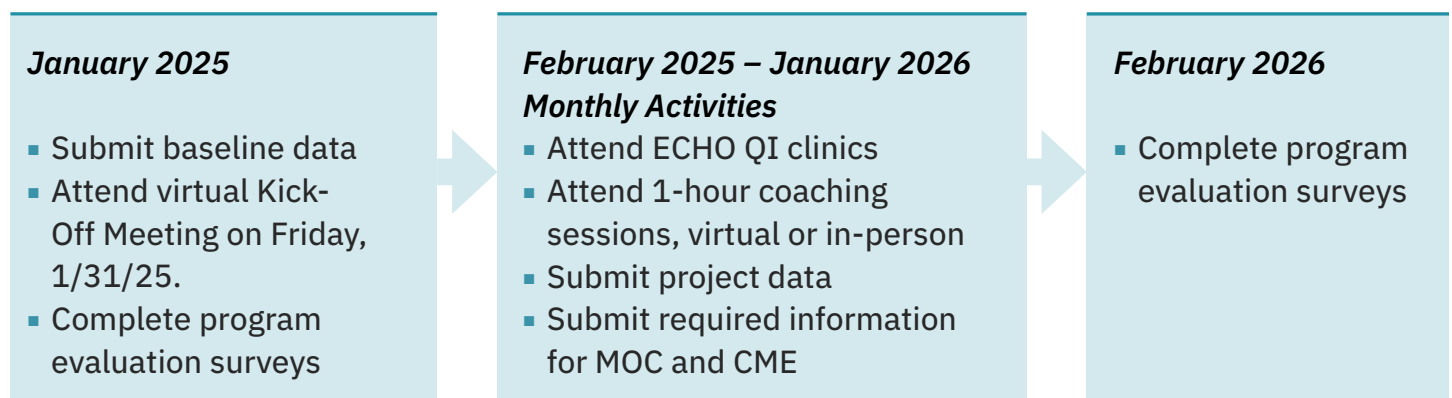 January 2025
▪ Submit baseline data
▪ Attend virtual Kick-
Off Meeting on Friday,
1/31/25.
▪ Complete program
evaluation surveys
February 2025 – January 2026
Monthly Activities
▪ Attend ECHO QI clinics
▪ Attend 1-hour coaching
sessions, virtual or in-person
▪ Submit project data
▪ Submit required information
for MOC and CME
February 2026
▪ Complete program
evaluation surveys